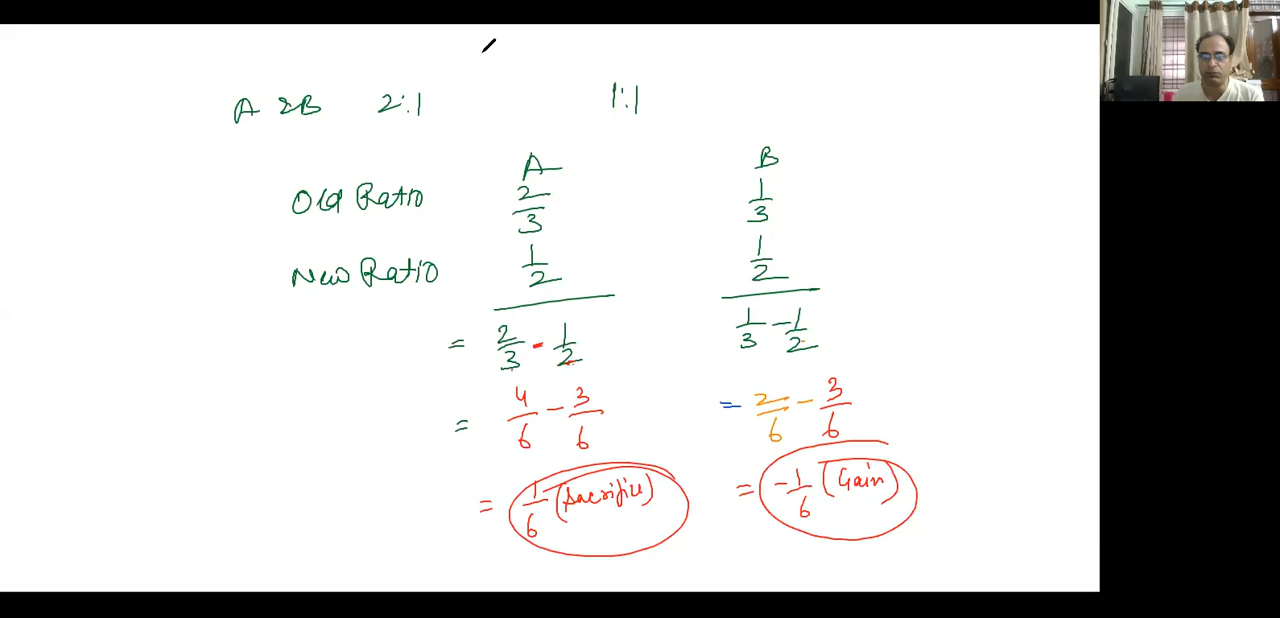 A & B 2:1 1:1
A B
Old Ratio 2/3 1/3
New Ratio 1/2 1/2
= 2/3 - 1/2 1/3 - 1/2
= 4/6 - 3/6 = 2/6 - 3/6
= 1/6 (Sacrifice) = -1/6 (Gain)